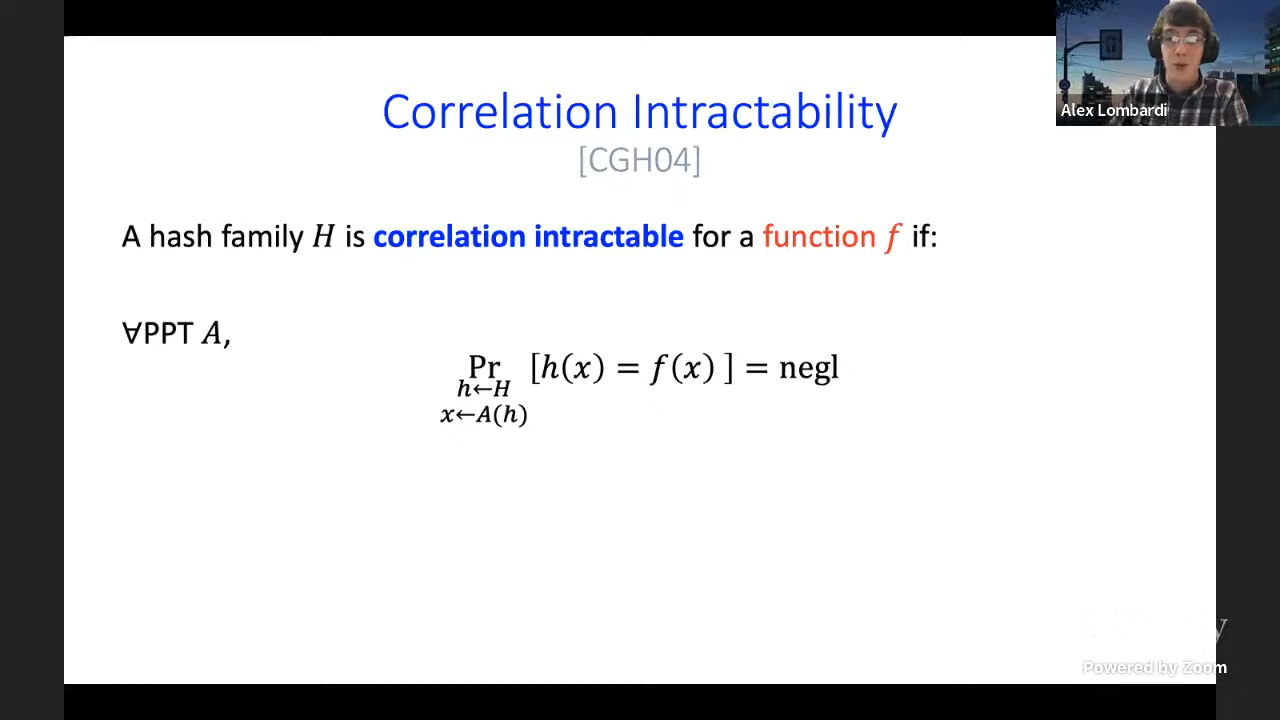 Correlation Intractability
[CGH04]
Alex Lombardi
A hash family H is correlation intractable for a function f if:
∀PPT A,
Pr [h(x) = f(x) ] = negl
h←H
x←A(h)
Powered by Zoom